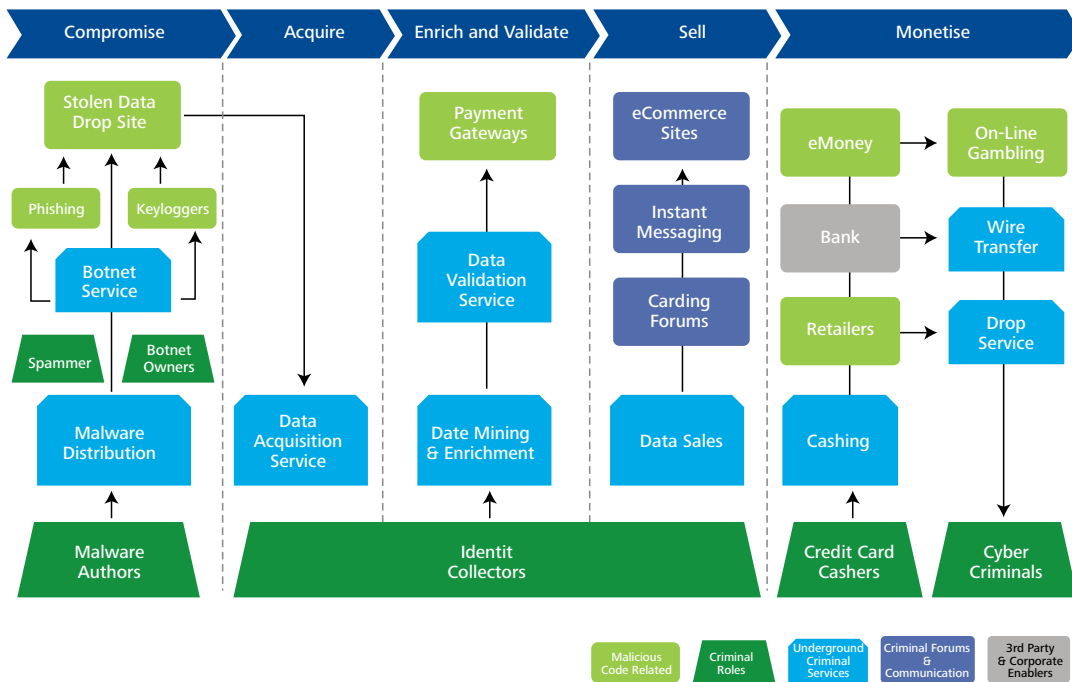 Compromise
Acquire
Enrich and Validate
Sell
Monetise
Stolen Data
Drop Site
Phishing
Keyloggers
Botnet
Service
Spammer
Botnet
Owners
Malware
Distribution
Malware
Authors
Data
Acquisition
Service
Payment
Gateways
Data
Validation
Service
Date Mining
& Enrichment
Identit
Collectors
eCommerce
Sites
Instant
Messaging
Carding
Forums
Data Sales
eMoney
On-Line
Gambling
Bank
Wire
Transfer
Retailers
Drop
Service
Cashing
Credit Card
Cashers
Cyber
Criminals
Malicious
Code Related
Criminal
Roles
Underground
Criminal
Services
Criminal Forums
&
Communication
3rd Party
& Corporate
Enablers